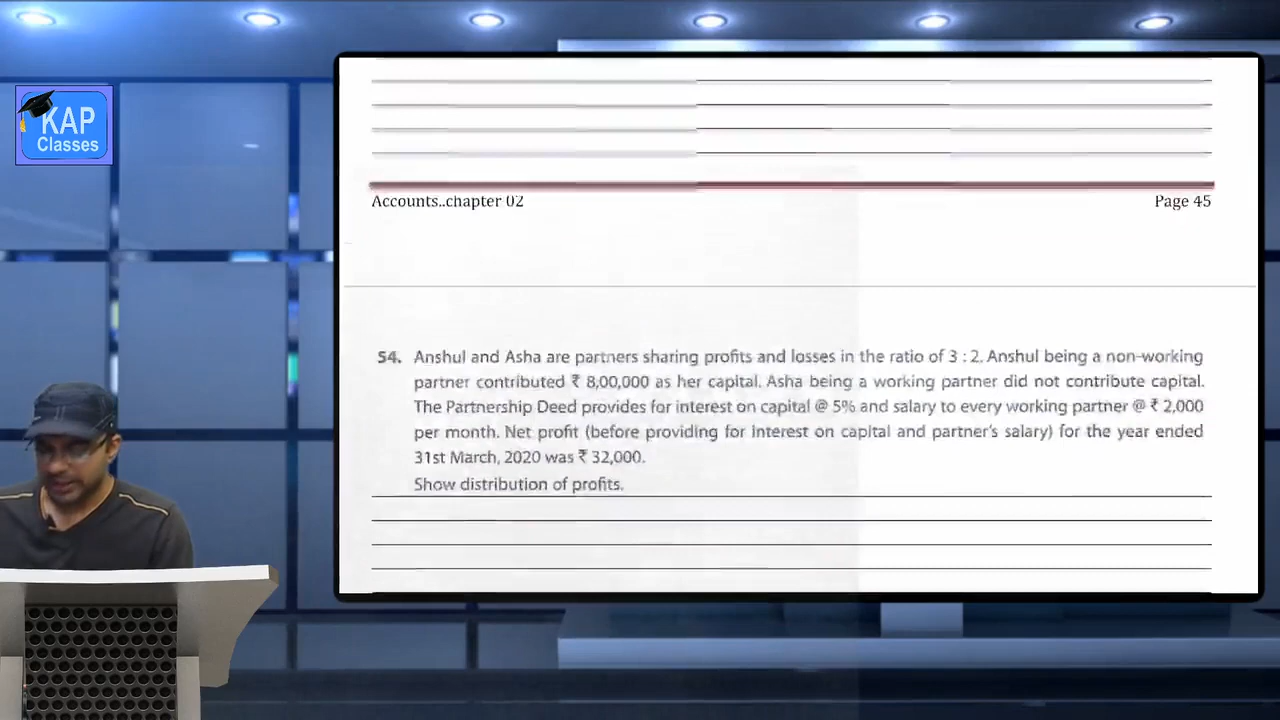 KAP
Classes
Accounts..chapter 02
Page 45
54. Anshul and Asha are partners sharing profits and losses in the ratio of 3 : 2. Anshul being a non-working
partner contributed ₹ 8,00,000 as her capital. Asha being a working partner did not contribute capital.
The Partnership Deed provides for interest on capital @ 5% and salary to every working partner @ ₹ 2,000
per month. Net profit (before providing for interest on capital and partner's salary) for the year ended
31st March, 2020 was ₹ 32,000.
Show distribution of profits.